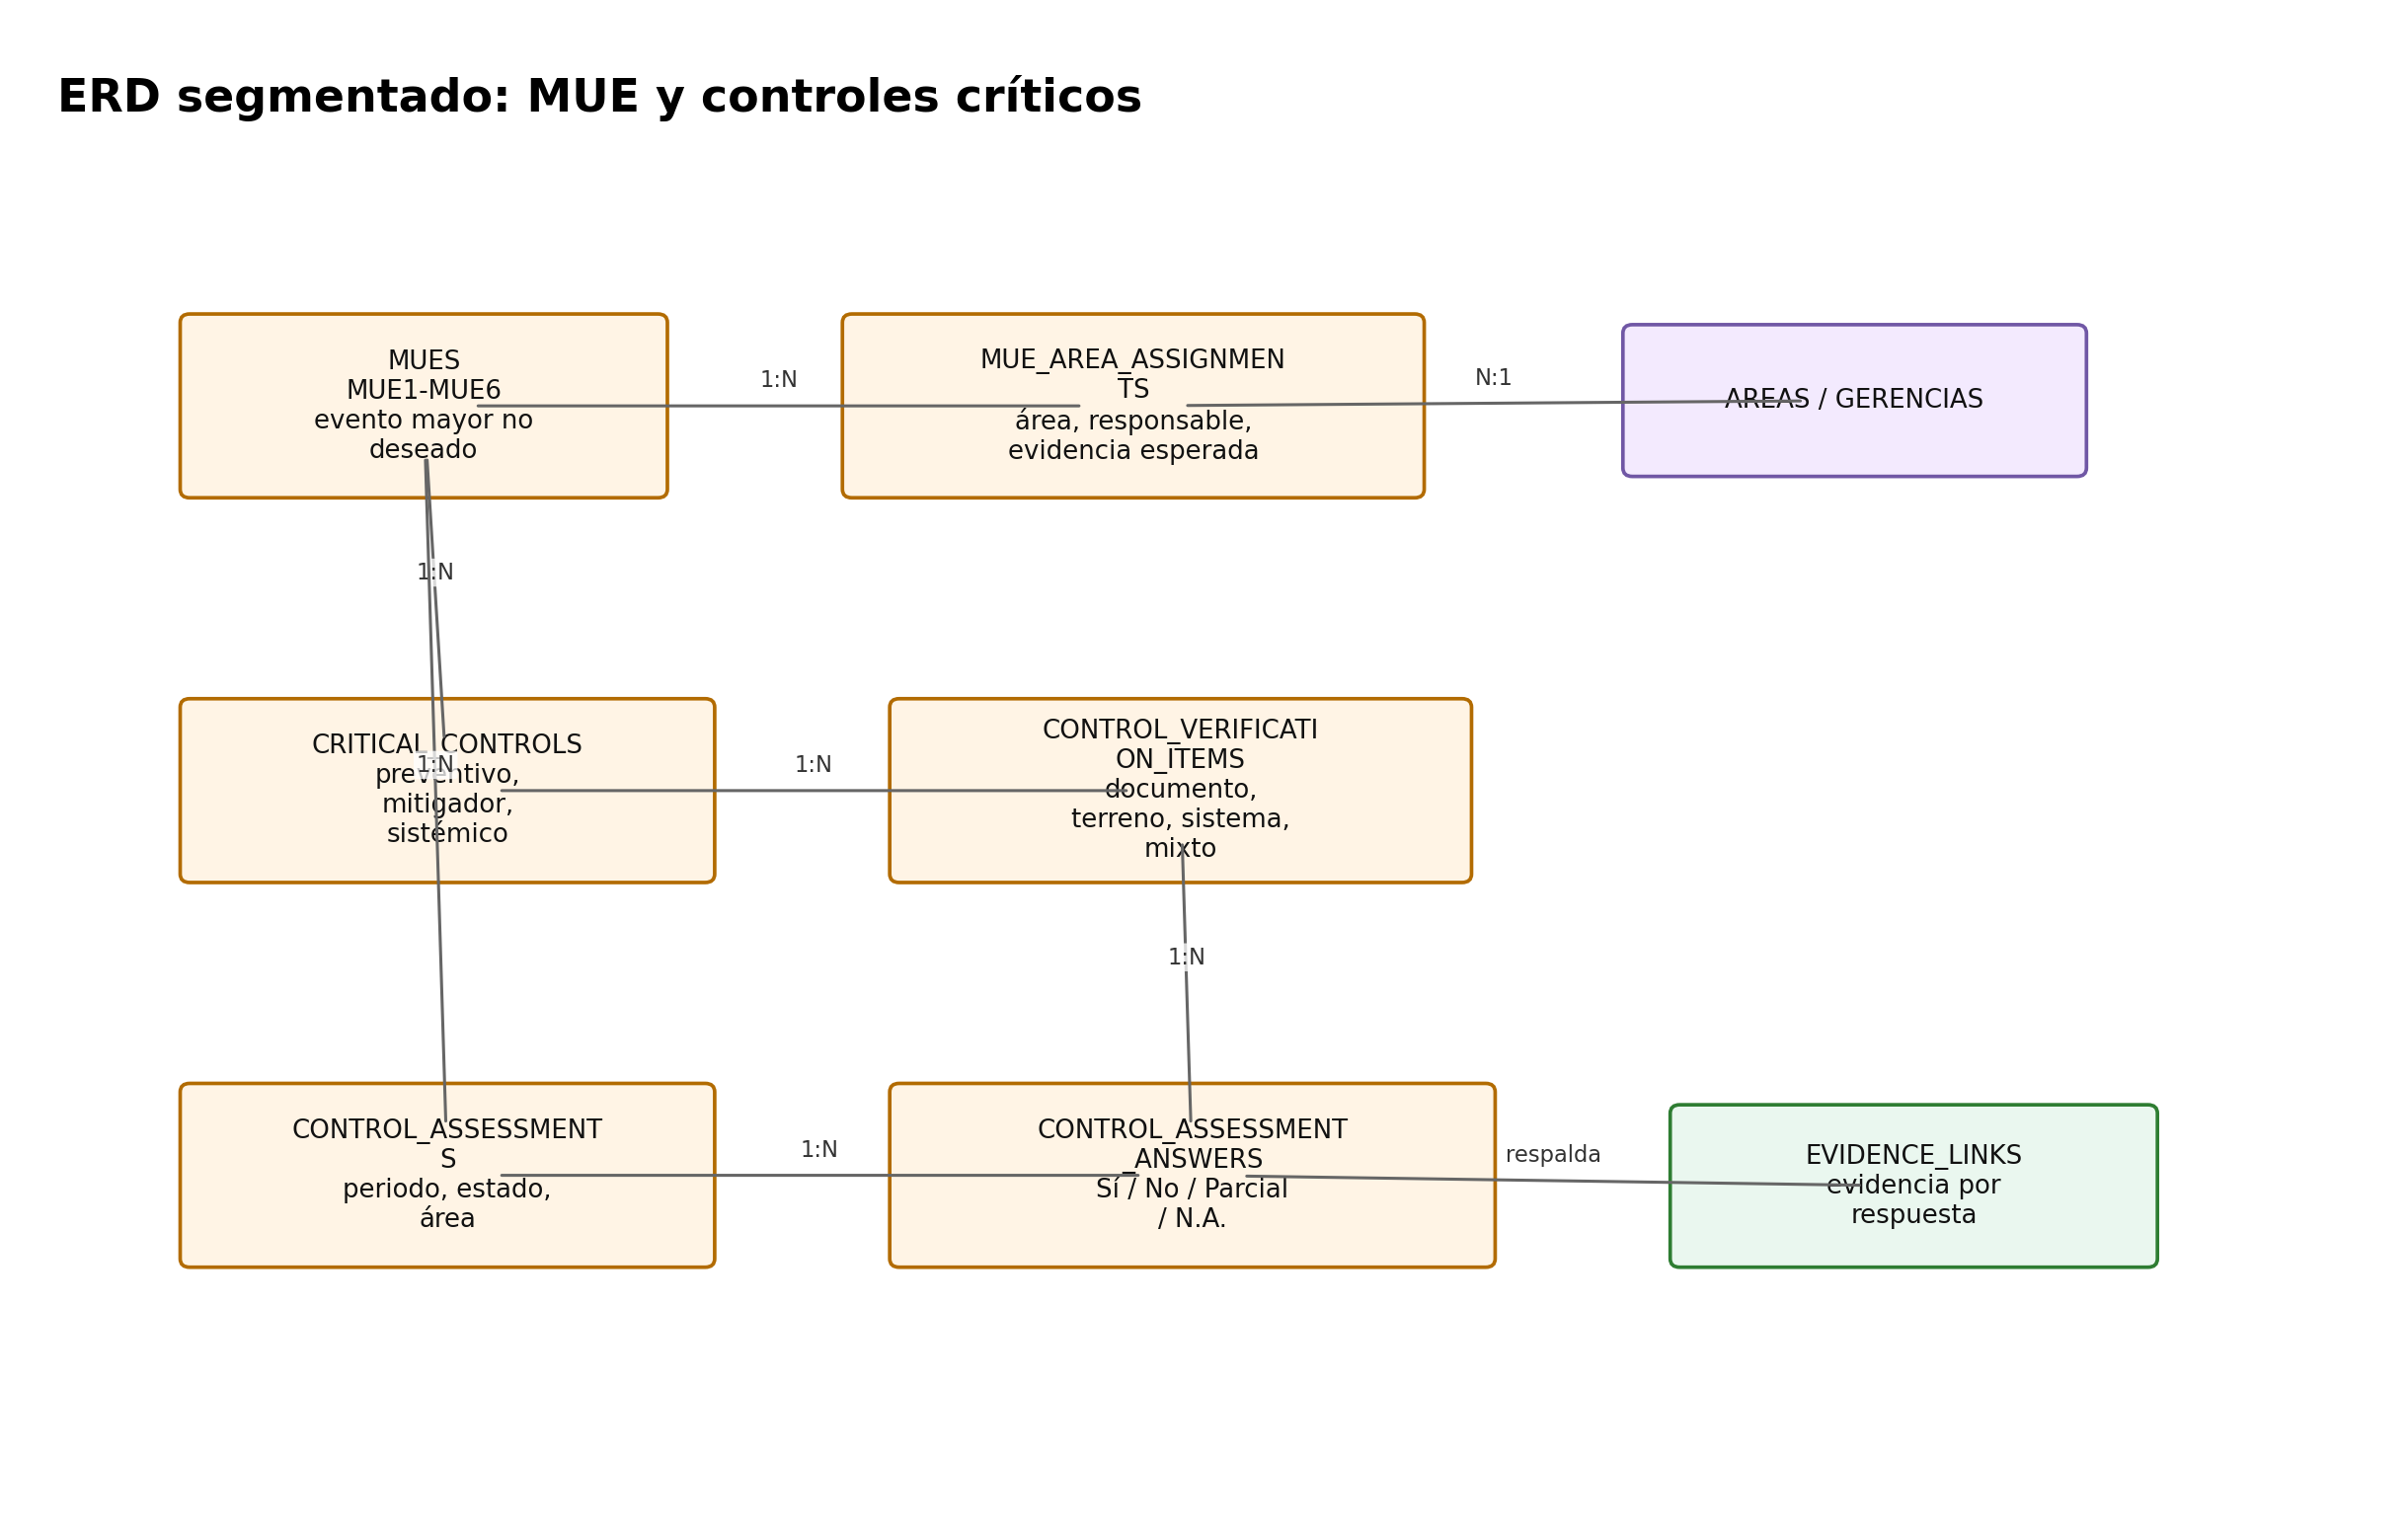 ERD segmentado: MUE y controles críticos
MUES
MUE1-MUE6
evento mayor no
deseado
1:N
MUE_AREA_ASSIGNMEN
TS
área, responsable,
evidencia esperada
N:1
AREAS / GERENCIAS
1:N
CRITICAL_CONTROLS
preventivo,
mitigador,
sistémico
1:N
1:N
CONTROL_VERIFICATI
ON_ITEMS
documento,
terreno, sistema,
mixto
1:N
CONTROL_ASSESSMENT
S
periodo, estado,
área
1:N
CONTROL_ASSESSMENT
_ANSWERS
Sí / No / Parcial
/ N.A.
respalda
EVIDENCE_LINKS
evidencia por
respuesta